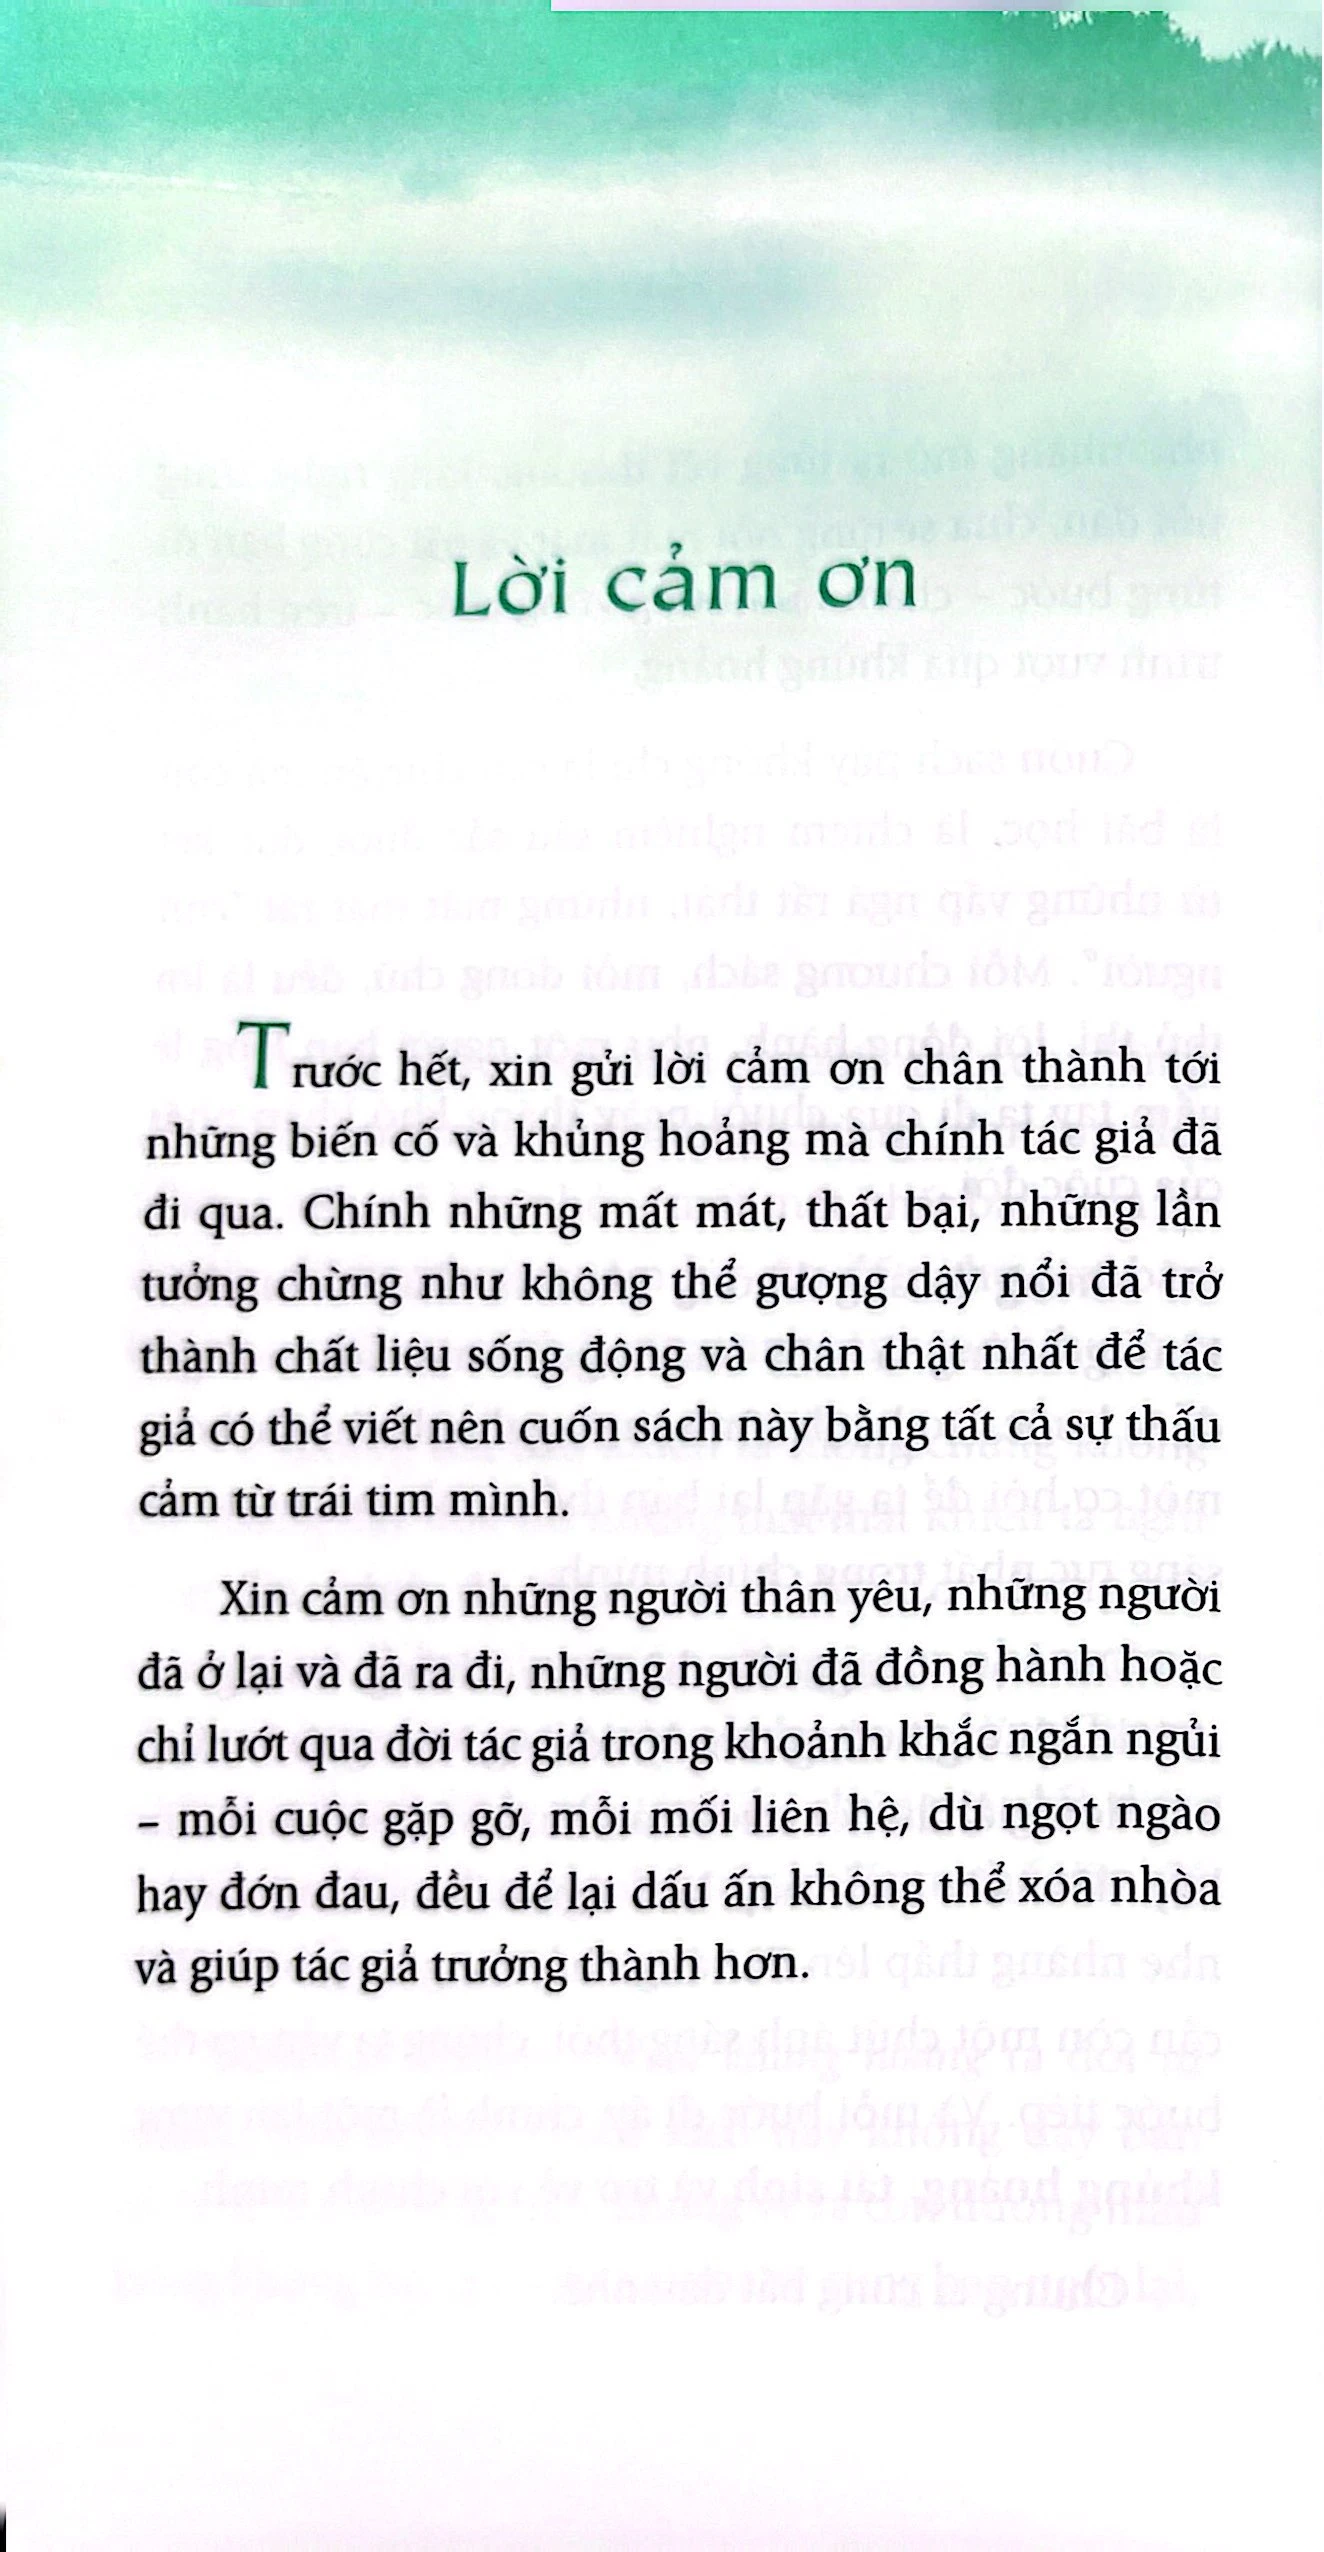 Lời cảm ơn
Trước hết, xin gửi lời cảm ơn chân thành tới
những biến cố và khủng hoảng mà chính tác giả đã
đi qua. Chính những mất mát, thất bại, những lần
tưởng chừng như không thể gượng dậy nổi đã trở
thành chất liệu sống động và chân thật nhất để tác
giả có thể viết nên cuốn sách này bằng tất cả sự thấu
cảm từ trái tim mình.
Xin cảm ơn những người thân yêu, những người
đã ở lại và đã ra đi, những người đã đồng hành hoặc
chỉ lướt qua đời tác giả trong khoảnh khắc ngắn ngủi
– mỗi cuộc gặp gỡ, mỗi mối liên hệ, dù ngọt ngào
hay đớn đau, đều để lại dấu ấn không thể xóa nhòa
và giúp tác giả trưởng thành hơn.